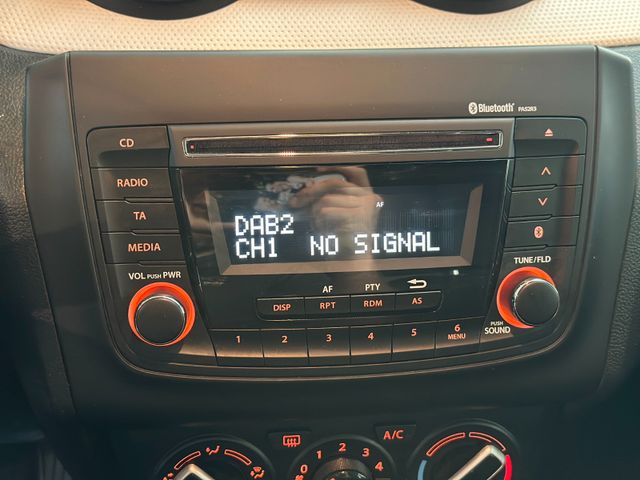 Bluetooth
PAS2R3
CD
RADIO
TA
MEDIA
VOL PUSH PWR
AF
DAB2
CH1 NO SIGNAL
TUNE/FLD
AF PTY
DISP RPT RDM AS
1 2 3 4 5 6
MENU
PUSH
SOUND
A/C
0 1 2 3 4